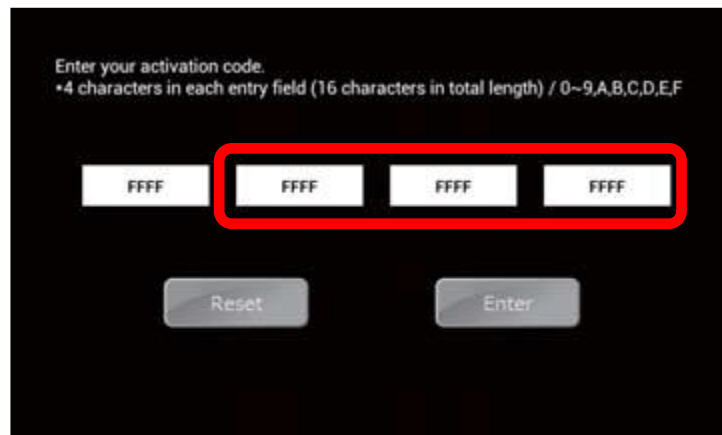 Enter your activation code.
•4 characters in each entry field (16 characters in total length) / 0~9,A,B,C,D,E,F
FFFF FFFF FFFF FFFF
Reset Enter